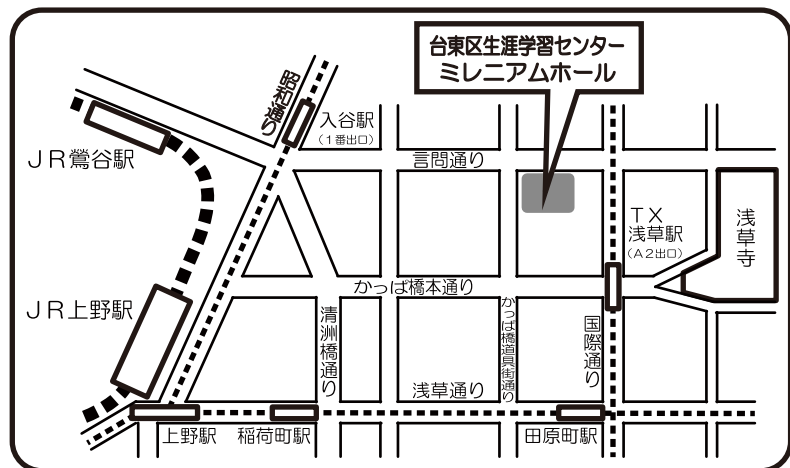 台東区生涯学習センター
ミレニアムホール
昭和通り
入谷駅
(1番出口)
JR鶯谷駅
言問通り
TX
浅草駅
(A2出口)
浅草寺
かっぱ橋本通り
JR上野駅
清洲橋通り
かっぱ橋道具街通り
国際通り
浅草通り
上野駅
稲荷町駅
田原町駅